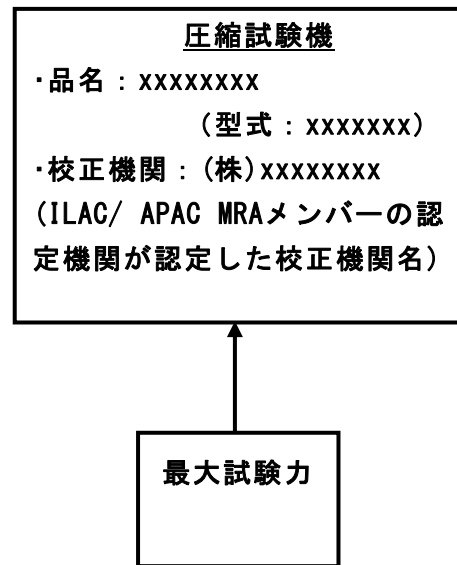 圧縮試験機
･品名：xxxxxxxx
（型式：xxxxxxx）
･校正機関：(株)xxxxxxxx
(ILAC/ APAC MRAメンバーの認
定機関が認定した校正機関名)
最大試験力